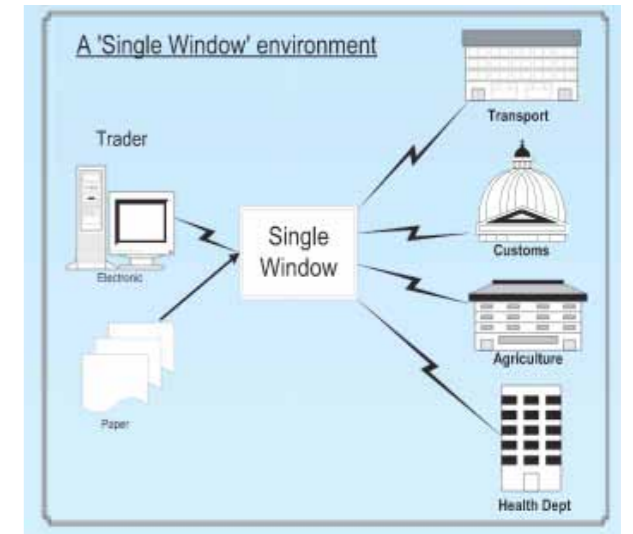 A 'Single Window' environment
Transport
Trader
Customs
Single
Window
Electronic
Agriculture
Paper
Health Dept